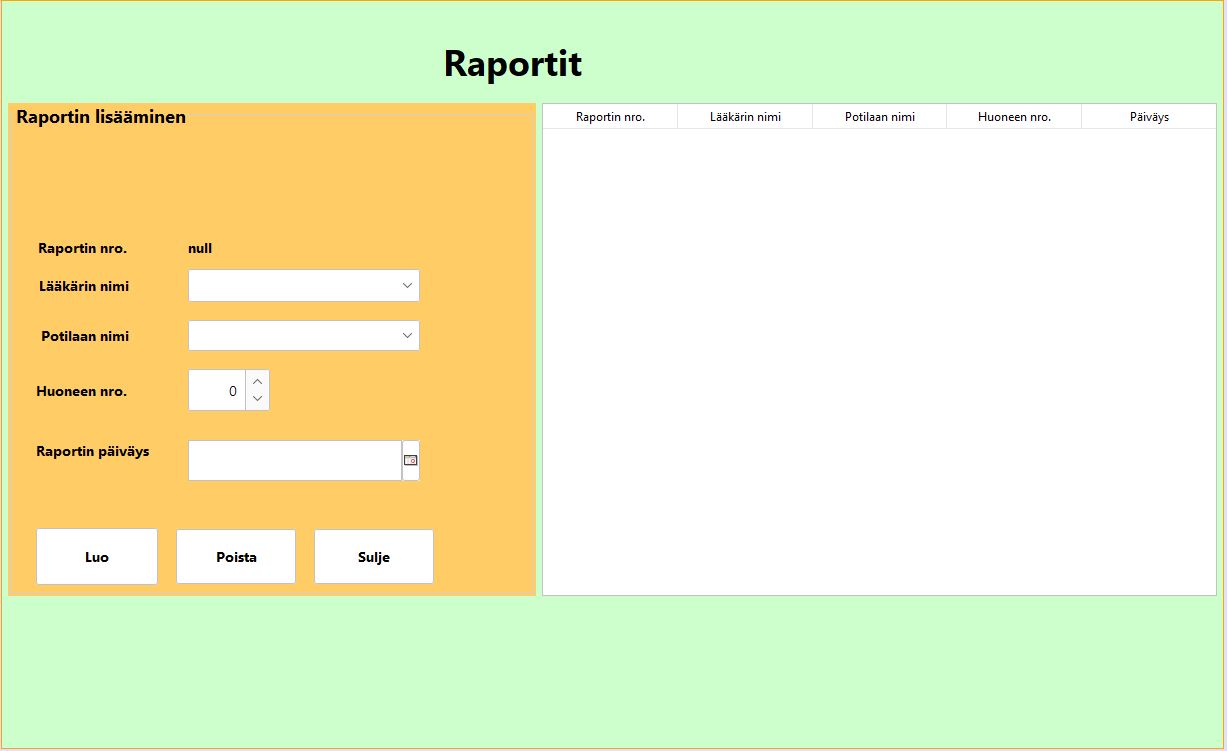 Raportit
Raportin lisääminen
Raportin nro. null
Lääkärin nimi
Potilaan nimi
Huoneen nro. 0
Raportin päiväys
Luo Poista Sulje
Raportin nro. Lääkärin nimi Potilaan nimi Huoneen nro. Päiväys